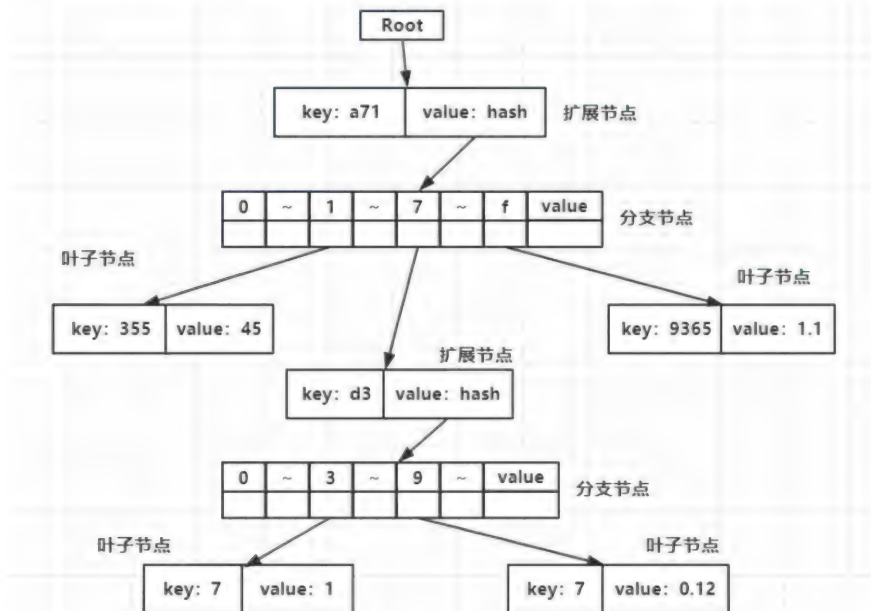 Root
key: a71 value: hash 扩展节点
0 ~ 1 ~ 7 ~ f value 分支节点
叶子节点 叶子节点
key: 355 value: 45 key: 9365 value: 1.1
扩展节点
key: d3 value: hash
0 ~ 3 ~ 9 ~ value 分支节点
叶子节点 叶子节点
key: 7 value: 1 key: 7 value: 0.12